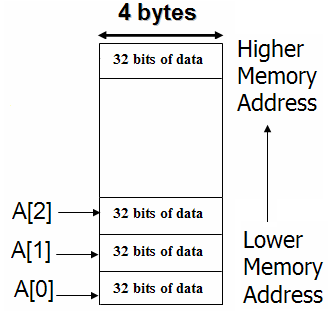 4 bytes
32 bits of data
Higher
Memory
Address
A[2]
32 bits of data
A[1]
32 bits of data
A[0]
32 bits of data
Lower
Memory
Address